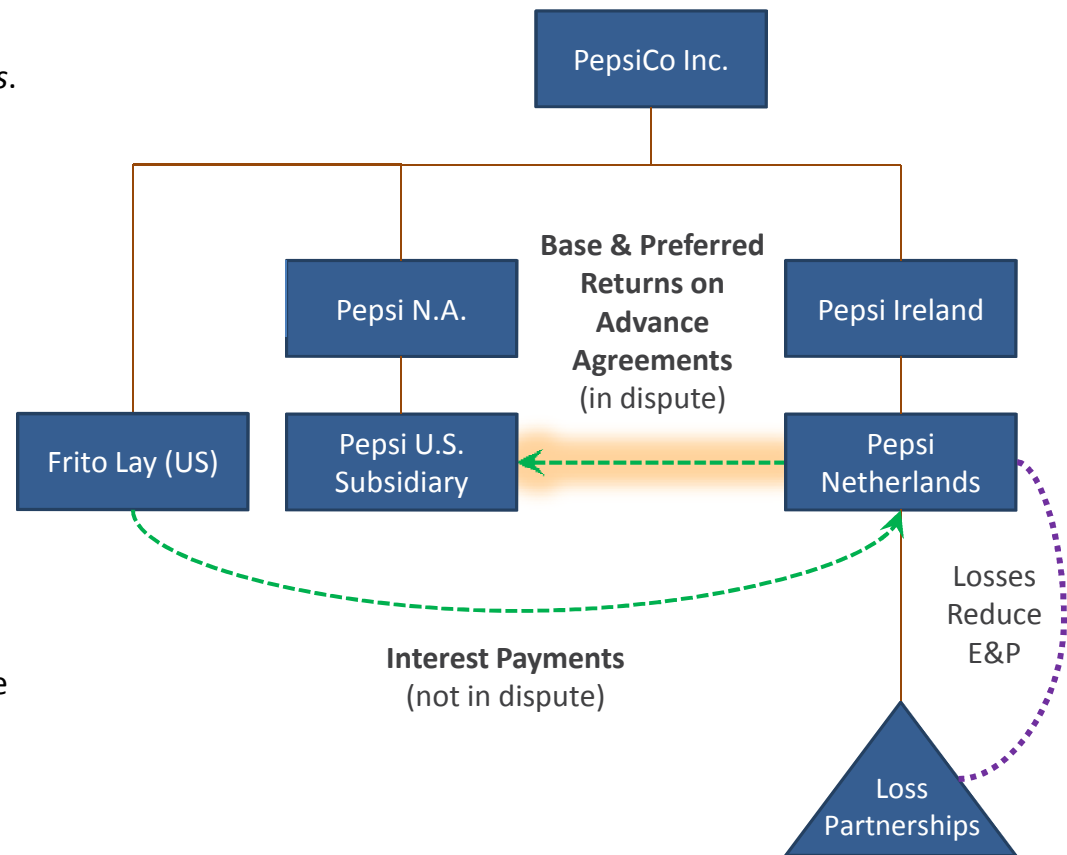 PepsiCo Inc.
s.
Base & Preferred
Returns on
Advance
Agreements
(in dispute)
Pepsi N.A.
Pepsi Ireland
Frito Lay (US)
Pepsi U.S.
Subsidiary
Pepsi
Netherlands
Losses
Reduce
E&P
Interest Payments
(not in dispute)
e
Loss
Partnerships